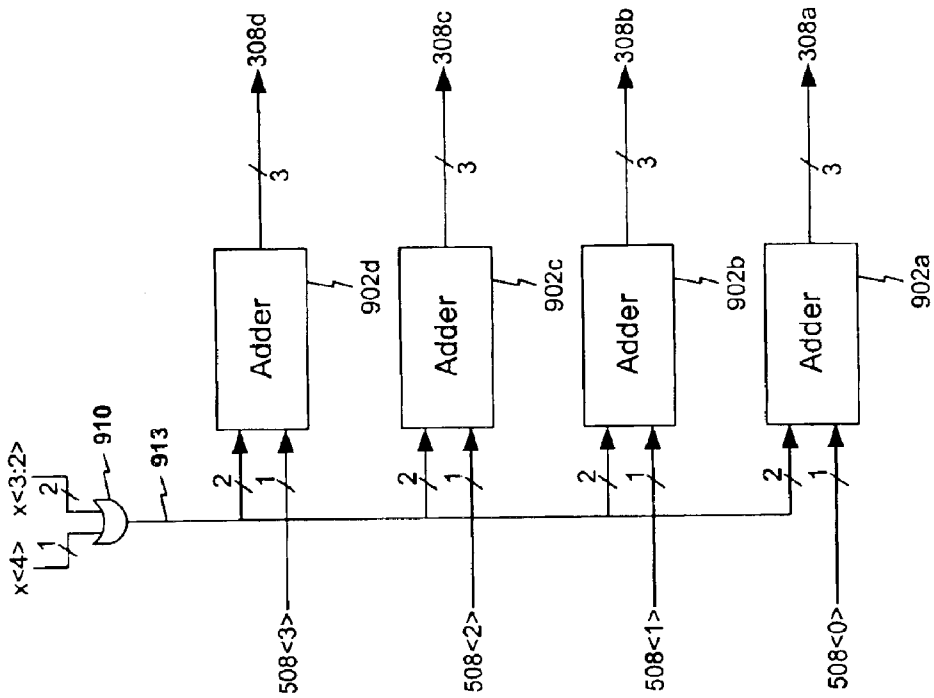 x<4>
x<3:2>
1
2
910
913
2
1
508<3>
Adder
902d
3
308d
2
1
508<2>
Adder
902c
3
308c
2
1
508<1>
Adder
902b
3
308b
2
1
508<0>
Adder
902a
3
308a